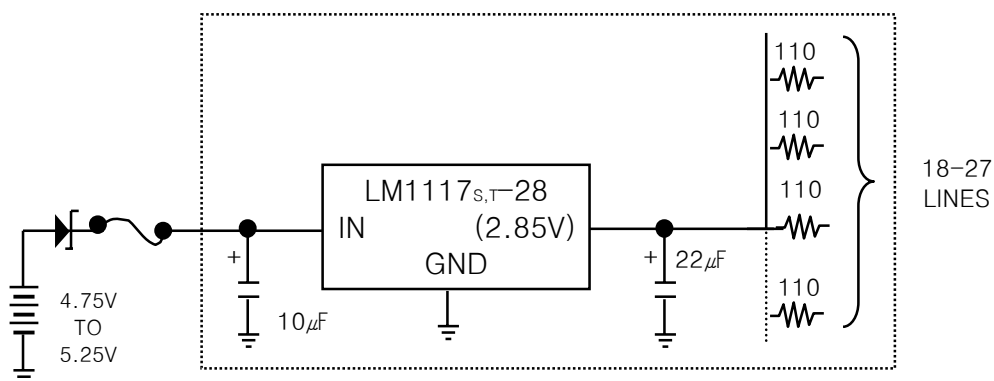 110
110
110
110
18-27
LINES
LM1117S,T-28
IN
(2.85V)
GND
+
10μF
+
22μF
4.75V
TO
5.25V